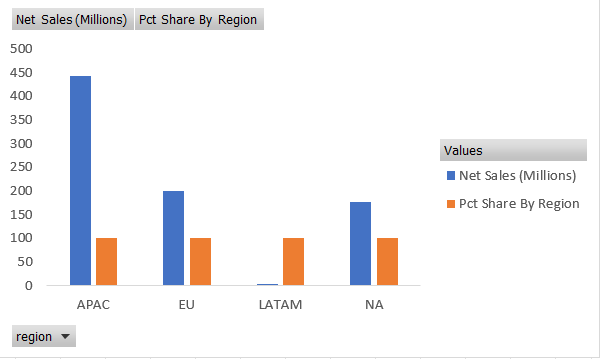 Net Sales (Millions) Pct Share By Region
500
450
400
350
300
250
200
150
100
50
0
APAC EU LATAM NA
Values
Net Sales (Millions)
Pct Share By Region
region